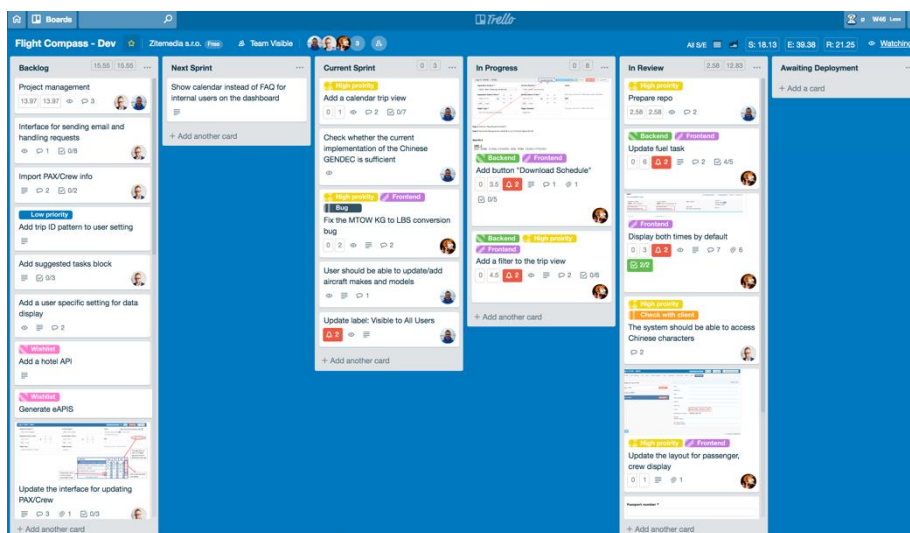 Boards
Trello
W46
Flight Compass - Dev
Zitemedia s.r.o.
Free
Team Visible
3
All S/E
S: 18.13
E: 39.38
R: 21.25
Watching
Backlog
15.55 15.55
Project management
13.97 13.97 3
Interface for sending email and
handling requests
1 0/8
Import PAX/Crew info
2 0/2
Low priority
Add trip ID pattern to user setting
Add suggested tasks block
0/3
Add a user specific setting for data
display
2
Wishlist
Add a hotel API
Wishlist
Generate eAPIS
Update the interface for updating
PAX/Crew
3 1 0/3
+ Add another card
Next Sprint
Show calendar instead of FAQ for
internal users on the dashboard
+ Add another card
Current Sprint
0 3
High proirity
Add a calendar trip view
0 1 2 0/7
Check whether the current
implementation of the Chinese
GENDEC is sufficient
High proirity Frontend
Bug
Fix the MTOW KG to LBS conversion
bug
0 2 2
User should be able to update/add
aircraft makes and models
1
Update label: Visible to All Users
2
+ Add another card
In Progress
0 8
Backend Frontend
Add button "Download Schedule"
0 3.5 2 1 1
0/5
Backend High proirity
Frontend
Add a filter to the trip view
0 4.5 2 2 0/6
+ Add another card
In Review
2.58 12.83
High proirity
Prepare repo
2.58 2.58 2
Backend Frontend
Update fuel task
0 6 2 2 4/5
Frontend
Display both times by default
0 3 2 7 6
2/2
High proirity
Check with client
The system should be able to access
Chinese characters
2
High proirity Frontend
Update the layout for passenger,
crew display
0 1 1
Passport number *
+ Add another card
Awaiting Deployment
+ Add a card